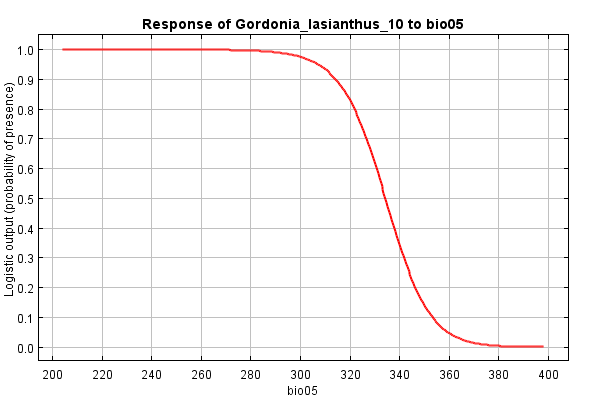 Response of Gordonia_lasianthus_10 to bio05
Logistic output (probability of presence)
1.0
0.9
0.8
0.7
0.6
0.5
0.4
0.3
0.2
0.1
0.0
200 220 240 260 280 300 320 340 360 380 400
bio05